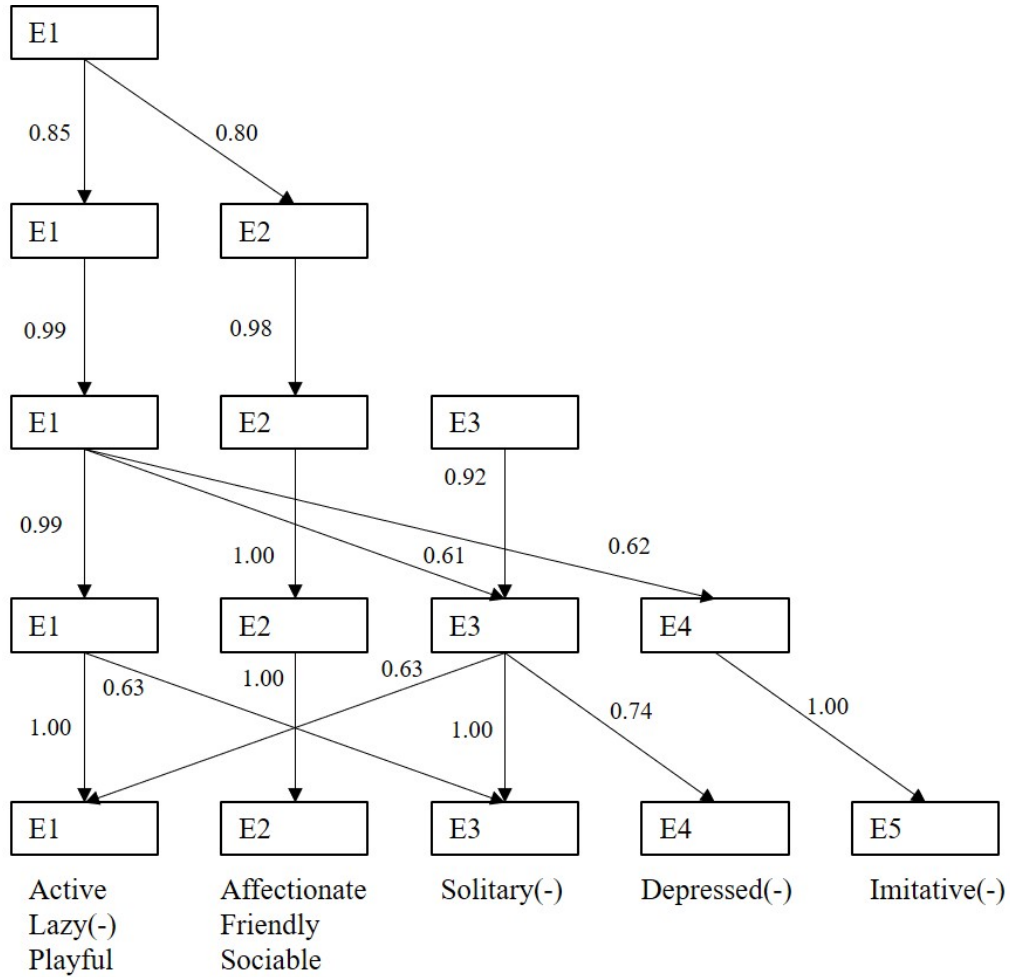 E1
0.85
0.80
E1
E2
0.99
0.98
E1
E2
E3
0.92
0.99
1.00
0.61
0.62
E1
E2
E3
E4
0.63
1.00
0.63
1.00
1.00
0.74
1.00
E1
E2
E3
E4
E5
Active
Lazy(-)
Playful
Affectionate
Friendly
Sociable
Solitary(-)
Depressed(-)
Imitative(-)